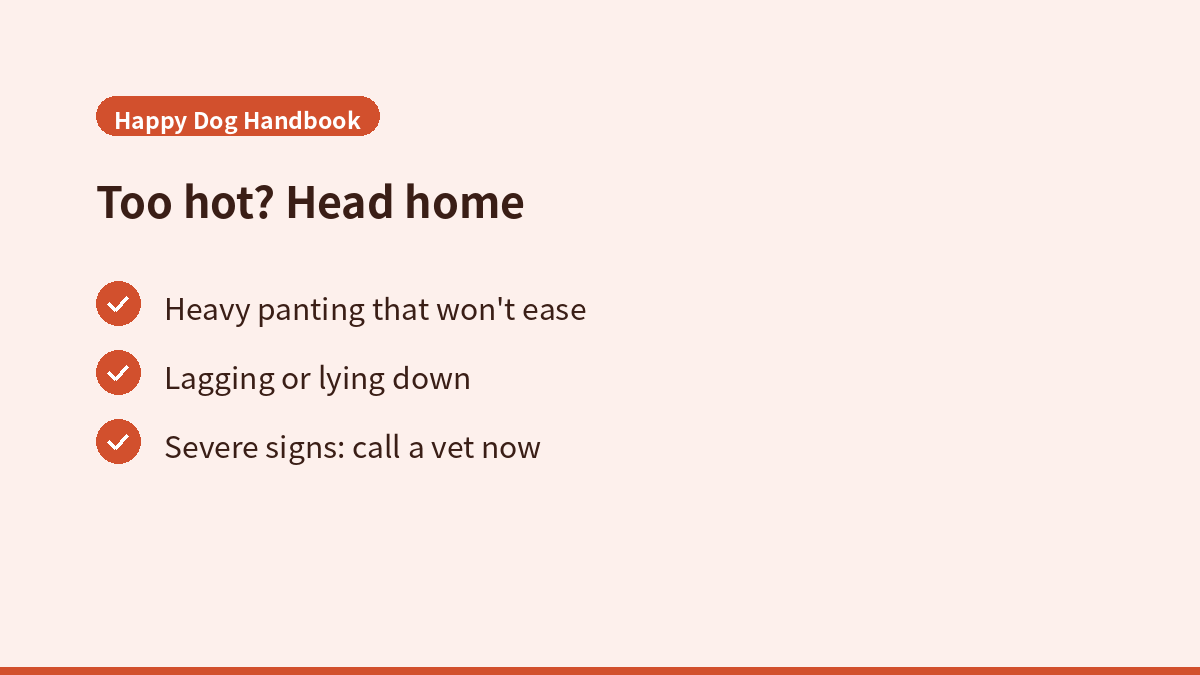 Happy Dog Handbook
Too hot? Head home
Heavy panting that won't ease
Lagging or lying down
Severe signs: call a vet now